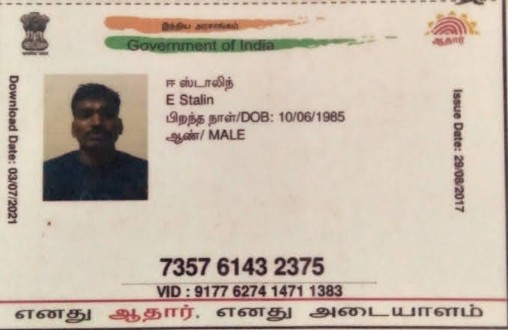 இந்திய அரசாங்கம்
Government of India
ஆதார்
Download Date: 03/07/2021
ஈ ஸ்டாலின்
E Stalin
பிறந்த நாள்/DOB: 10/06/1985
ஆண்/ MALE
Issue Date: 29/08/2017
7357 6143 2375
VID : 9177 6274 1471 1383
எனது ஆதார், எனது அடையாளம்